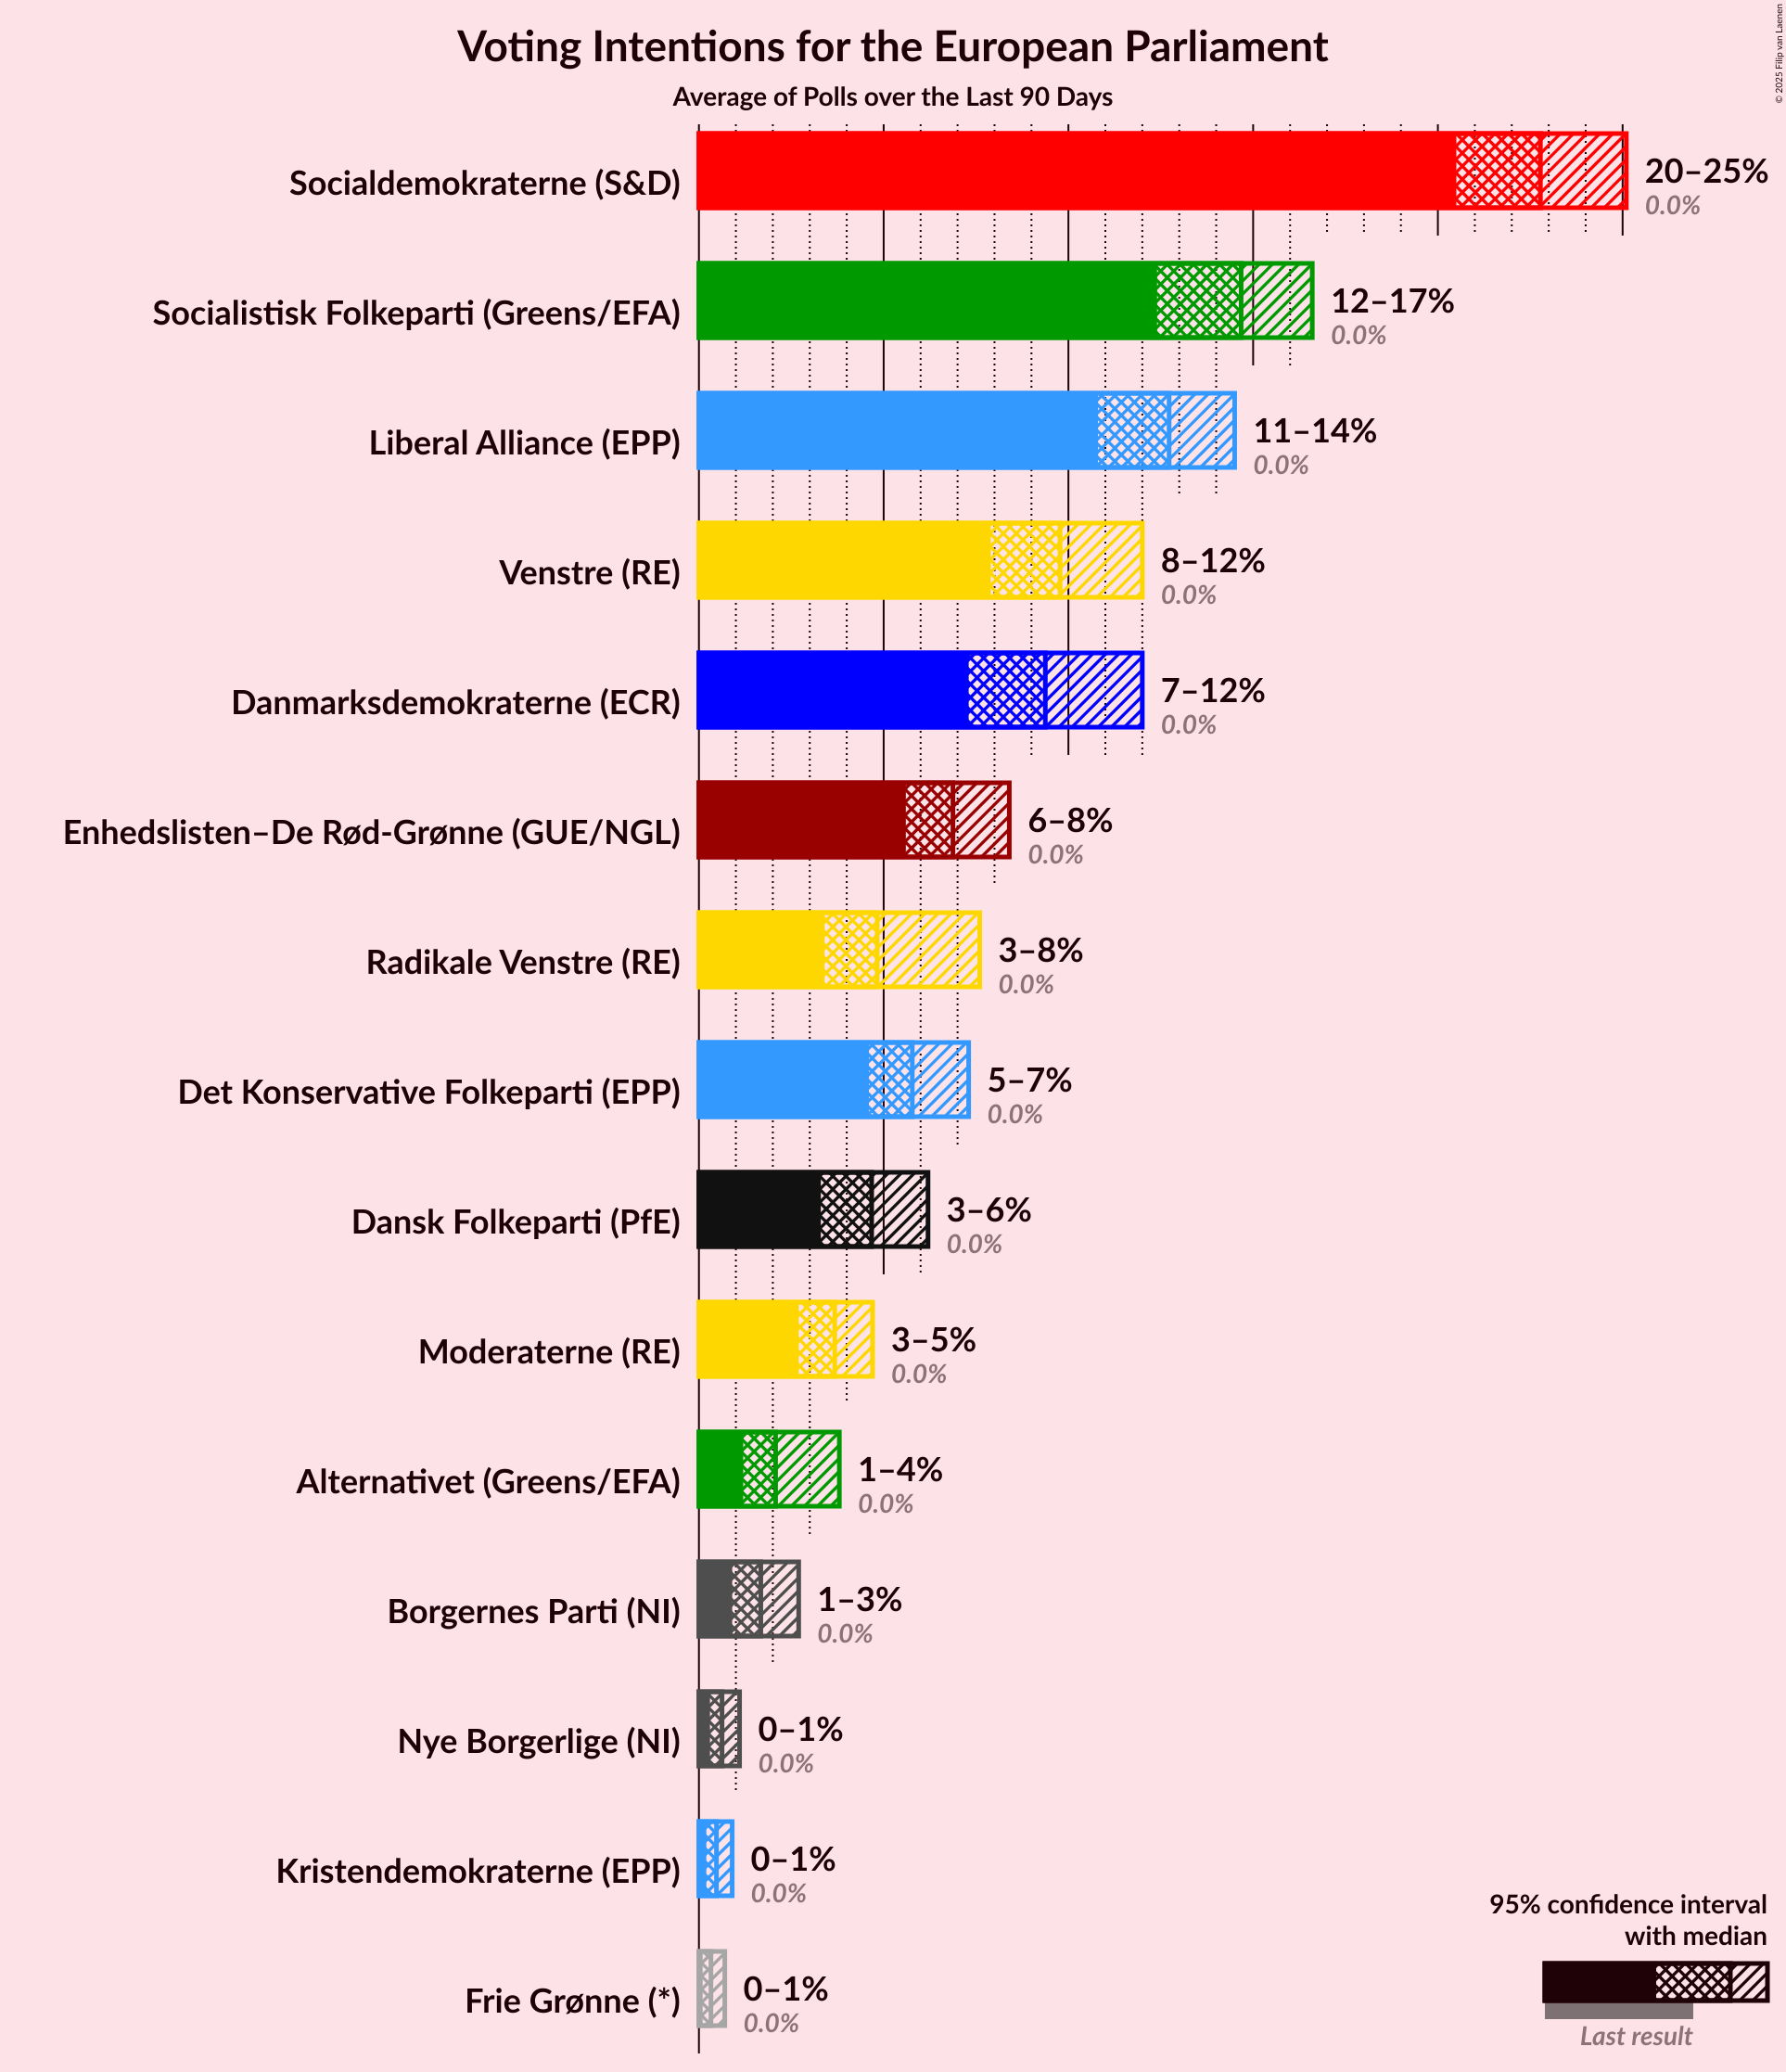 Voting Intentions for the European Parliament
Average of Polls over the Last 90 Days
© 2025 Filip van Laenen
Socialdemokraterne (S&D)
20–25%
0.0%
Socialistisk Folkeparti (Greens/EFA)
12–17%
0.0%
Liberal Alliance (EPP)
11–14%
0.0%
Venstre (RE)
8–12%
0.0%
Danmarksdemokraterne (ECR)
7–12%
0.0%
Enhedslisten–De Rød-Grønne (GUE/NGL)
6–8%
0.0%
Radikale Venstre (RE)
3–8%
0.0%
Det Konservative Folkeparti (EPP)
5–7%
0.0%
Dansk Folkeparti (PfE)
3–6%
0.0%
Moderaterne (RE)
3–5%
0.0%
Alternativet (Greens/EFA)
1–4%
0.0%
Borgernes Parti (NI)
1–3%
0.0%
Nye Borgerlige (NI)
0–1%
0.0%
Kristendemokraterne (EPP)
0–1%
0.0%
Frie Grønne (*)
0–1%
0.0%
95% confidence interval
with median
Last result